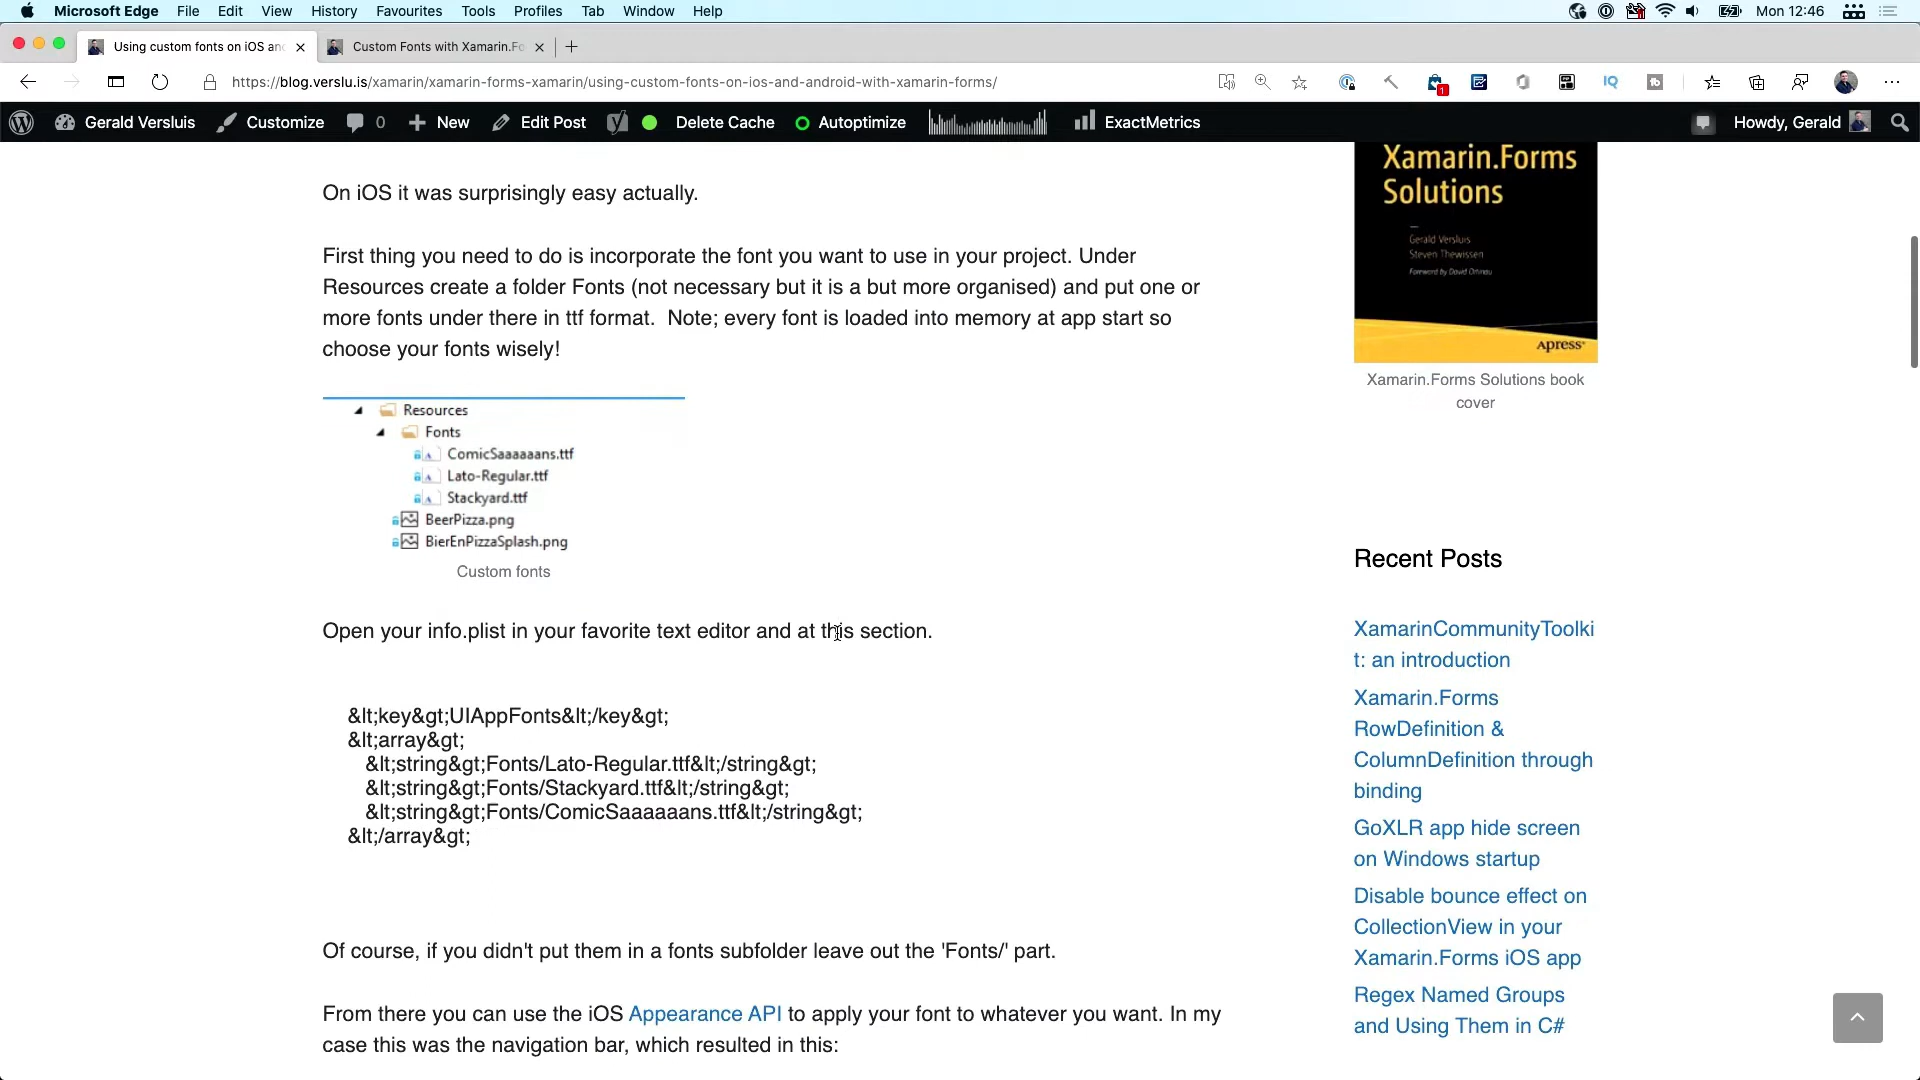 Microsoft Edge File Edit View History Favourites Tools Profiles Tab Window Help Mon 12:46
Using custom fonts on iOS and
Custom Fonts with Xamarin.Fo
https://blog.verslu.is/xamarin/xamarin-forms-xamarin/using-custom-fonts-on-ios-and-android-with-xamarin-forms/
1
IQ
Gerald Versluis Customize 0 New Edit Post Delete Cache Autoptimize ExactMetrics Howdy, Gerald
On iOS it was surprisingly easy actually.
First thing you need to do is incorporate the font you want to use in your project. Under
Resources create a folder Fonts (not necessary but it is a but more organised) and put one or
more fonts under there in ttf format. Note; every font is loaded into memory at app start so
choose your fonts wisely!
Resources
Fonts
ComicSaaaaaans.ttf
Lato-Regular.ttf
Stackyard.ttf
BeerPizza.png
BierEnPizzaSplash.png
Custom fonts
Open your info.plist in your favorite text editor and at this section.
&lt;key&gt;UIAppFonts&lt;/key&gt;
&lt;array&gt;
&lt;string&gt;Fonts/Lato-Regular.ttf&lt;/string&gt;
&lt;string&gt;Fonts/Stackyard.ttf&lt;/string&gt;
&lt;string&gt;Fonts/ComicSaaaaaans.ttf&lt;/string&gt;
&lt;/array&gt;
Of course, if you didn't put them in a fonts subfolder leave out the 'Fonts/' part.
From there you can use the iOS Appearance API to apply your font to whatever you want. In my
case this was the navigation bar, which resulted in this:
Xamarin.Forms
Solutions
Gerald Versluis
Steven Thewissen
Foreword by David Ortinau
Apress®
Xamarin.Forms Solutions book
cover
Recent Posts
XamarinCommunityToolki
t: an introduction
Xamarin.Forms
RowDefinition &
ColumnDefinition through
binding
GoXLR app hide screen
on Windows startup
Disable bounce effect on
CollectionView in your
Xamarin.Forms iOS app
Regex Named Groups
and Using Them in C#